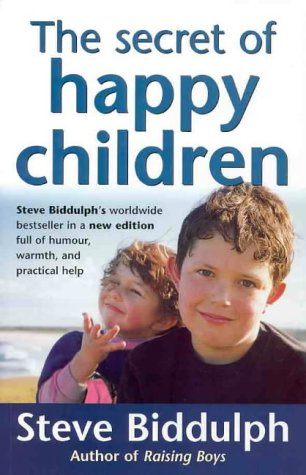 The secret of
happy
children
Steve Biddulph's worldwide
bestseller in a new edition
full of humour,
warmth, and
practical help
Steve Biddulph
Author of Raising Boys